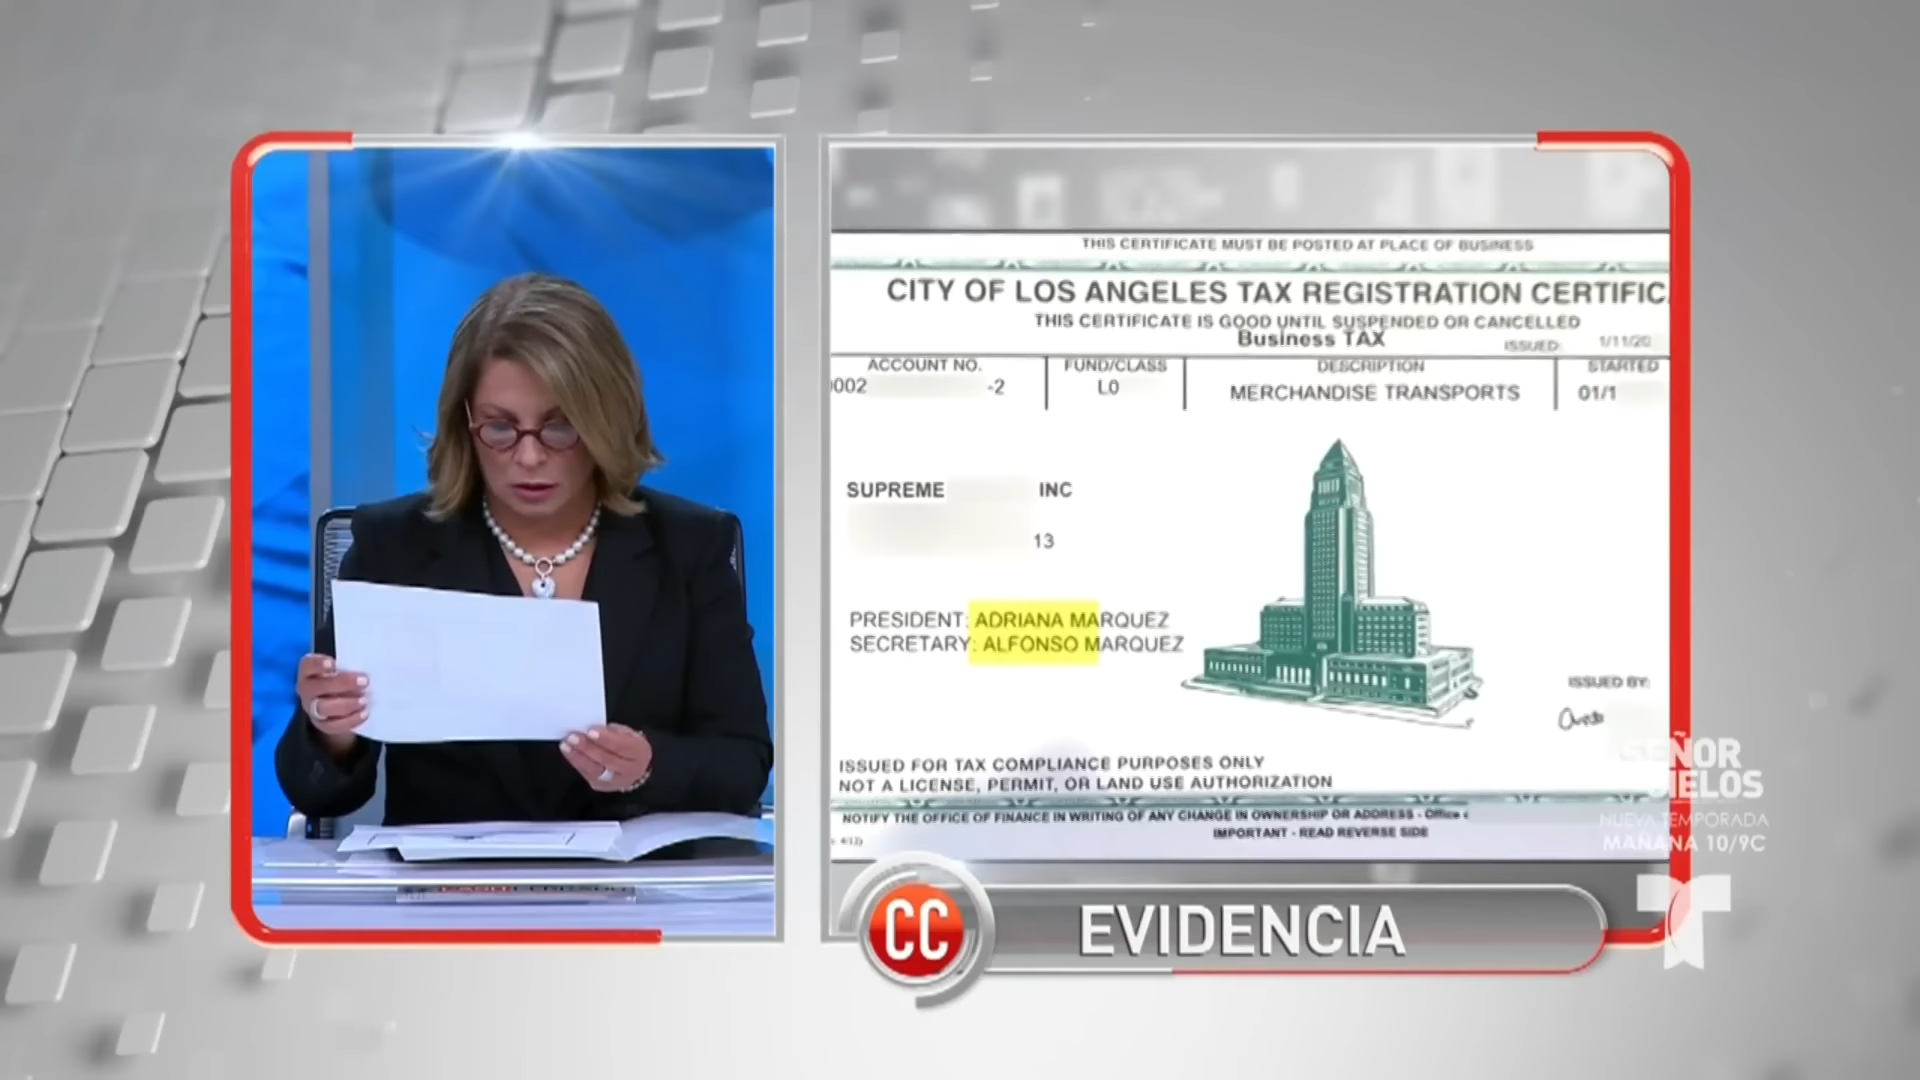 THIS CERTIFICATE MUST BE POSTED AT PLACE OF BUSINESS
CITY OF LOS ANGELES TAX REGISTRATION CERTIFIC
THIS CERTIFICATE IS GOOD UNTIL SUSPENDED OR CANCELLED
Business TAX
ISSUED: 1/11/20
ACCOUNT NO. FUND/CLASS DESCRIPTION STARTED
0002 -2 L0 MERCHANDISE TRANSPORTS 01/1
SUPREME INC
13
PRESIDENT: ADRIANA MARQUEZ
SECRETARY: ALFONSO MARQUEZ
ISSUED BY:
ISSUED FOR TAX COMPLIANCE PURPOSES ONLY
NOT A LICENSE, PERMIT, OR LAND USE AUTHORIZATION
NOTIFY THE OFFICE OF FINANCE IN WRITING OF ANY CHANGE IN OWNERSHIP OR ADDRESS - Office
IMPORTANT - READ REVERSE SIDE
SEÑOR
CIELOS
NUEVA TEMPORADA
MAÑANA 10/9C
CC EVIDENCIA
T